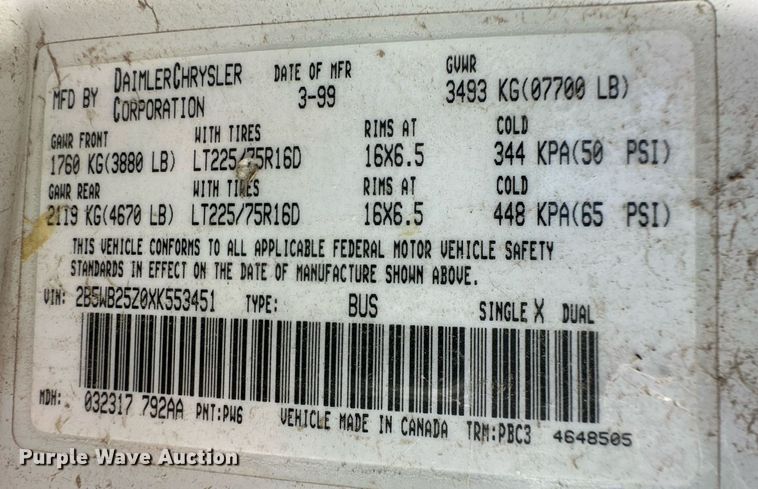 MFD BY DAIMLERCHRYSLER CORPORATION DATE OF MFR 3-99 GVWR 3493 KG(07700 LB)
GAWR FRONT WITH TIRES RIMS AT COLD
1760 KG(3880 LB) LT225/75R16D 16X6.5 344 KPA(50 PSI)
GAWR REAR WITH TIRES RIMS AT COLD
2119 KG(4670 LB) LT225/75R16D 16X6.5 448 KPA(65 PSI)
THIS VEHICLE CONFORMS TO ALL APPLICABLE FEDERAL MOTOR VEHICLE SAFETY
STANDARDS IN EFFECT ON THE DATE OF MANUFACTURE SHOWN ABOVE.
VIN: 2B5WB25Z0XK553451 TYPE: BUS SINGLE X DUAL
MDH: 032317 792AA PNT:PW6 VEHICLE MADE IN CANADA TRM:PBC3 4648505
Purple Wave Auction